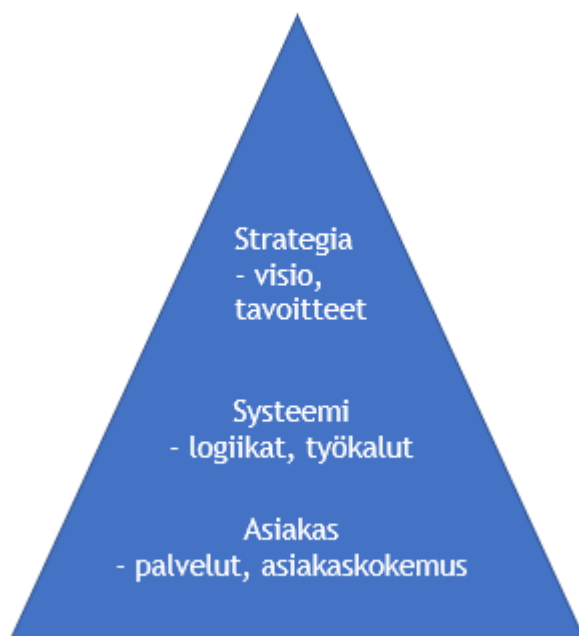 Strategia
- visio,
tavoitteet
Systeemi
- logiikat, työkalut
Asiakas
- palvelut, asiakaskokemus